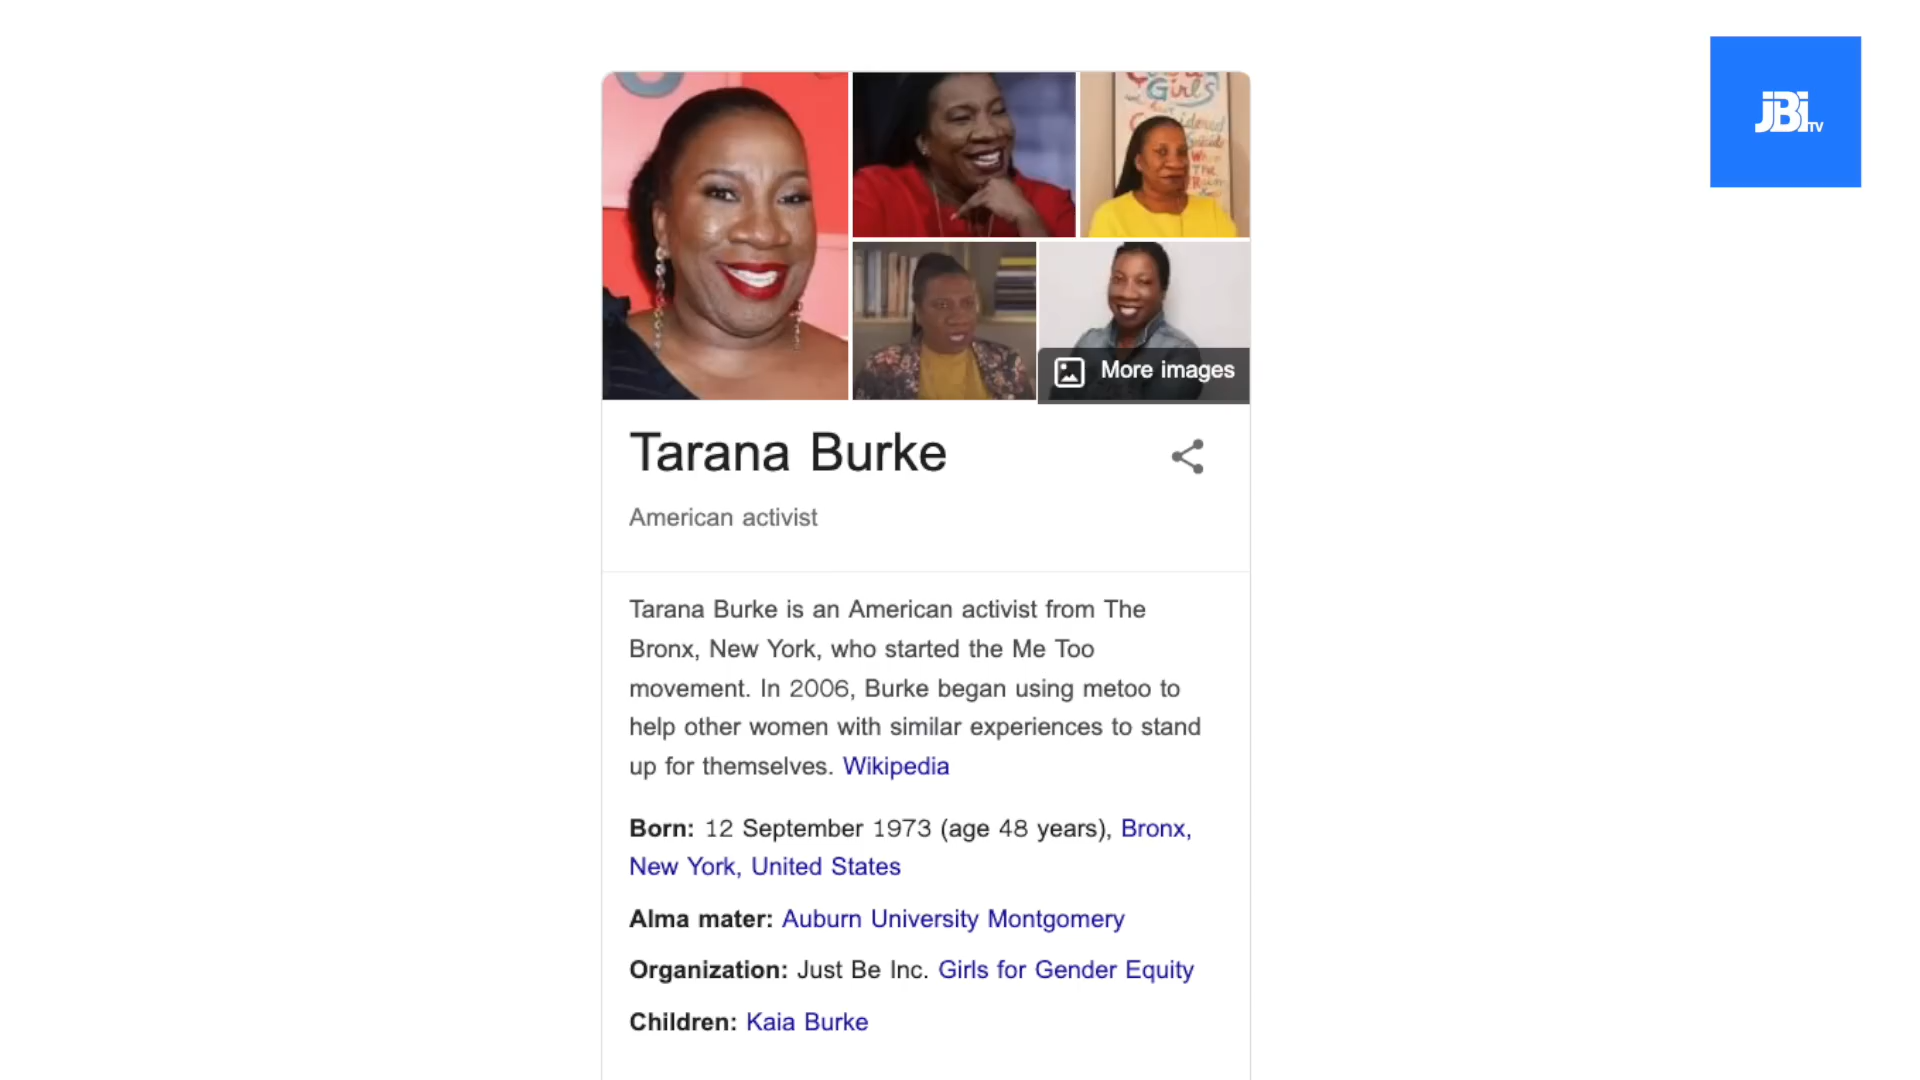 JBI TV
Girls
More images
Tarana Burke
American activist
Tarana Burke is an American activist from The
Bronx, New York, who started the Me Too
movement. In 2006, Burke began using metoo to
help other women with similar experiences to stand
up for themselves. Wikipedia
Born: 12 September 1973 (age 48 years), Bronx,
New York, United States
Alma mater: Auburn University Montgomery
Organization: Just Be Inc. Girls for Gender Equity
Children: Kaia Burke